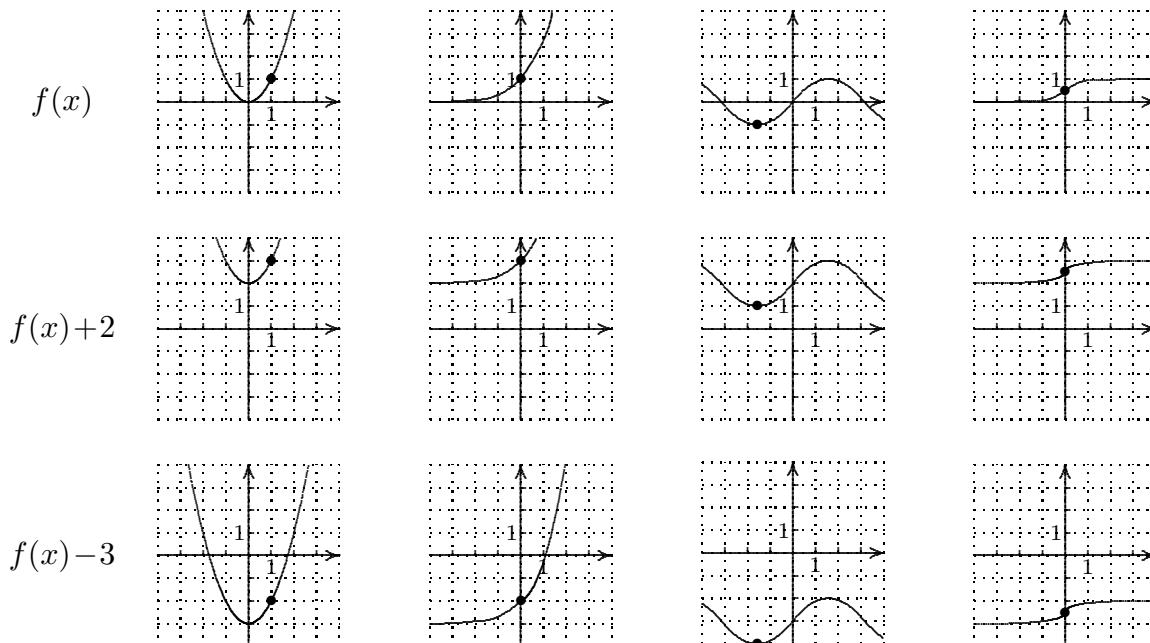 f(x) 1 1 1 1 1 1 1 1
f(x)+2 1 1 1 1 1 1 1 1
f(x)−3 1 1 1 1 1 1 1 1